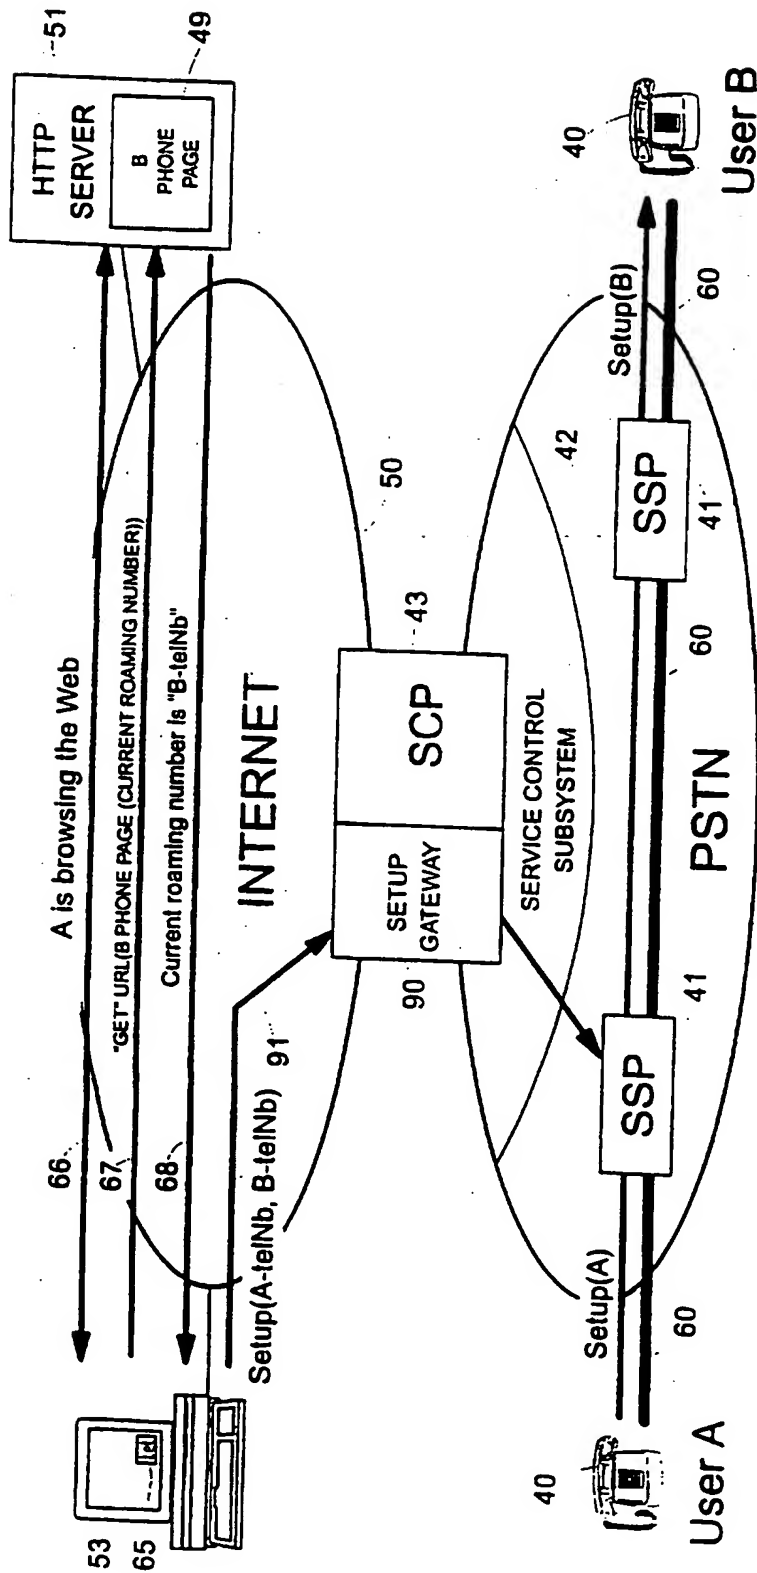 A is browsing the Web
66
HTTP
SERVER
51
B
PHONE
PAGE
49
"GET" URL(B PHONE PAGE (CURRENT ROAMING NUMBER))
67
Current roaming number is "B-telNb"
68
53
65
Tel
INTERNET
Setup(A-telNb, B-telNb)
91
50
90
SETUP
GATEWAY
SCP
43
SERVICE CONTROL
SUBSYSTEM
42
Setup(A)
SSP
41
Setup(B)
SSP
41
40
60
60
60
40
PSTN
User A
User B